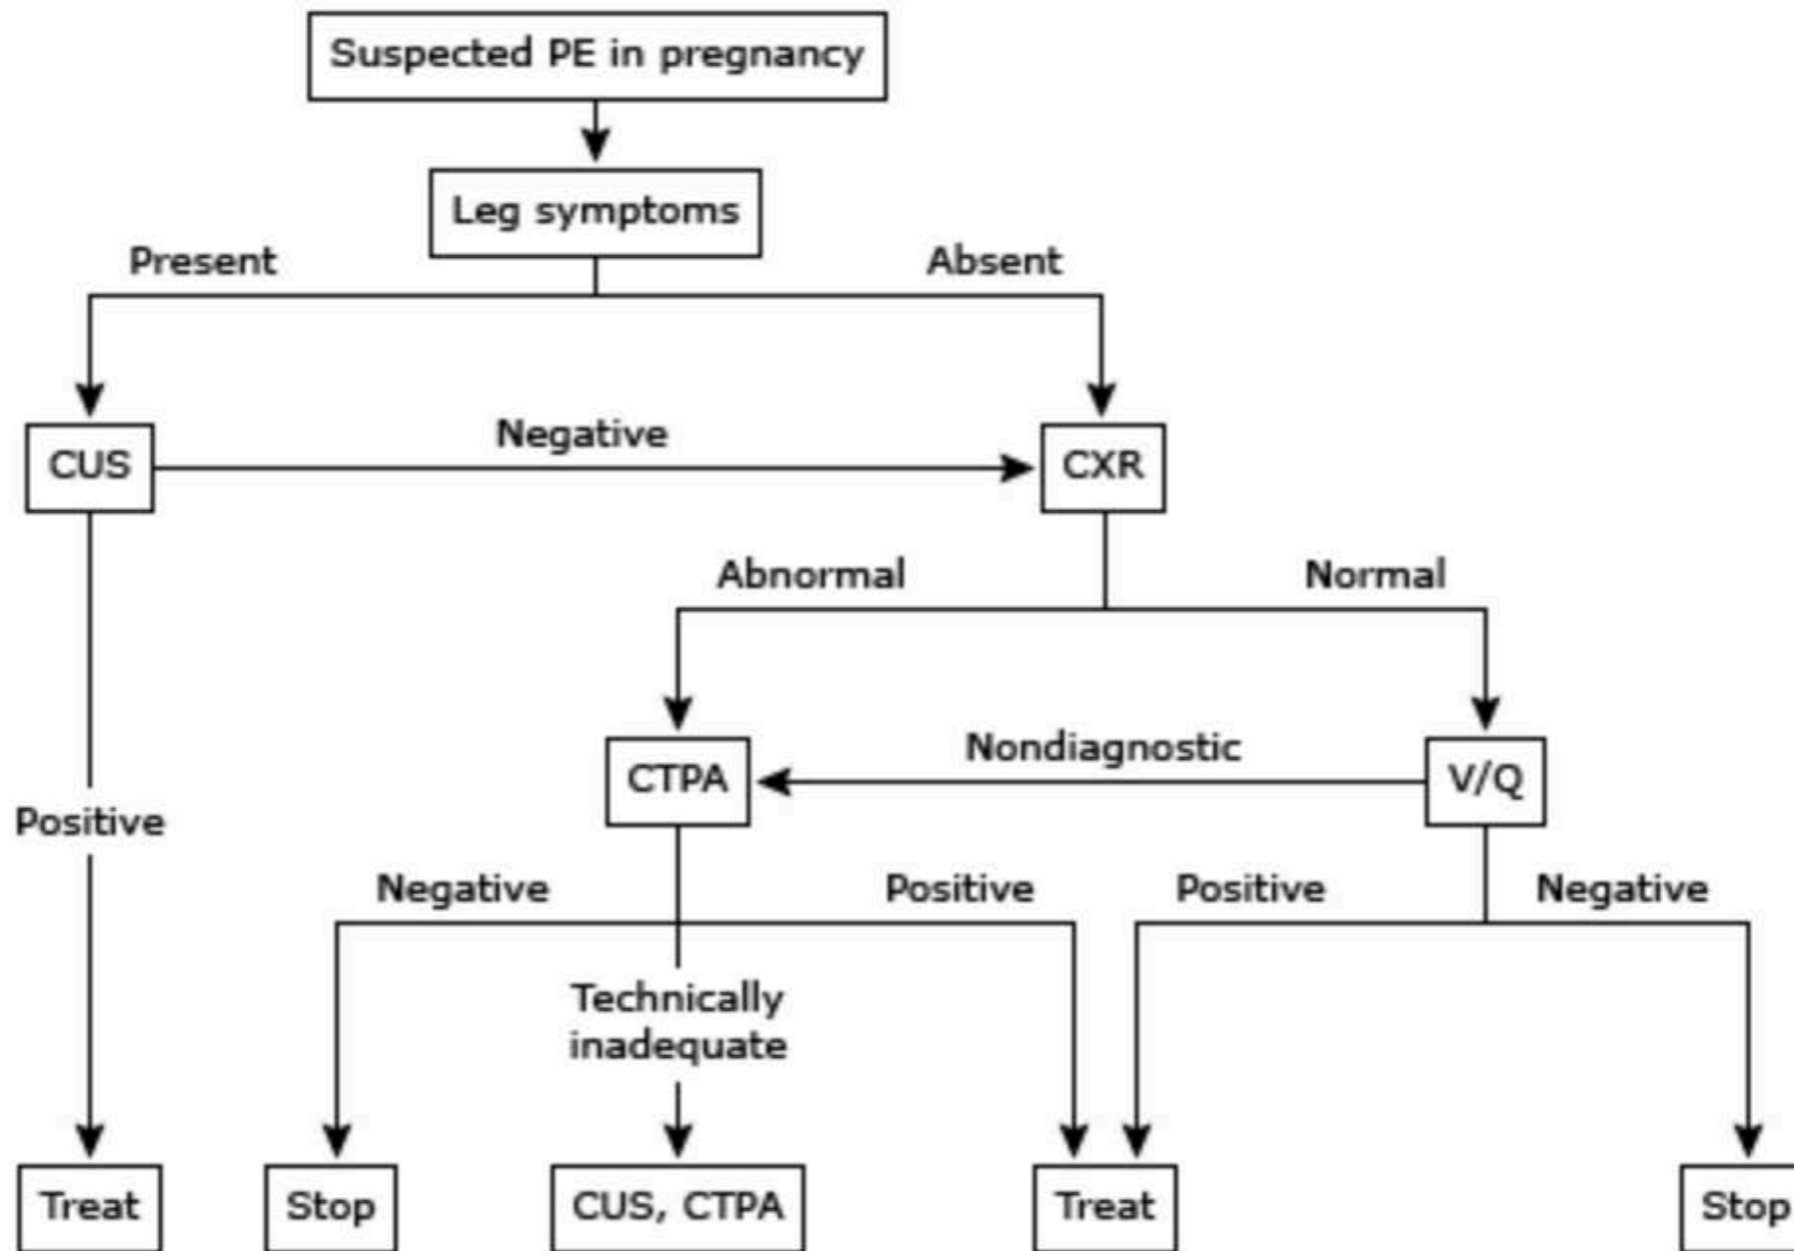 Suspected PE in pregnancy
Leg symptoms
Present
Absent
CUS
Negative
CXR
Abnormal
Normal
CTPA
Nondiagnostic
V/Q
Positive
Negative
Positive
Positive
Negative
Technically
inadequate
Treat
Stop
CUS, CTPA
Treat
Stop